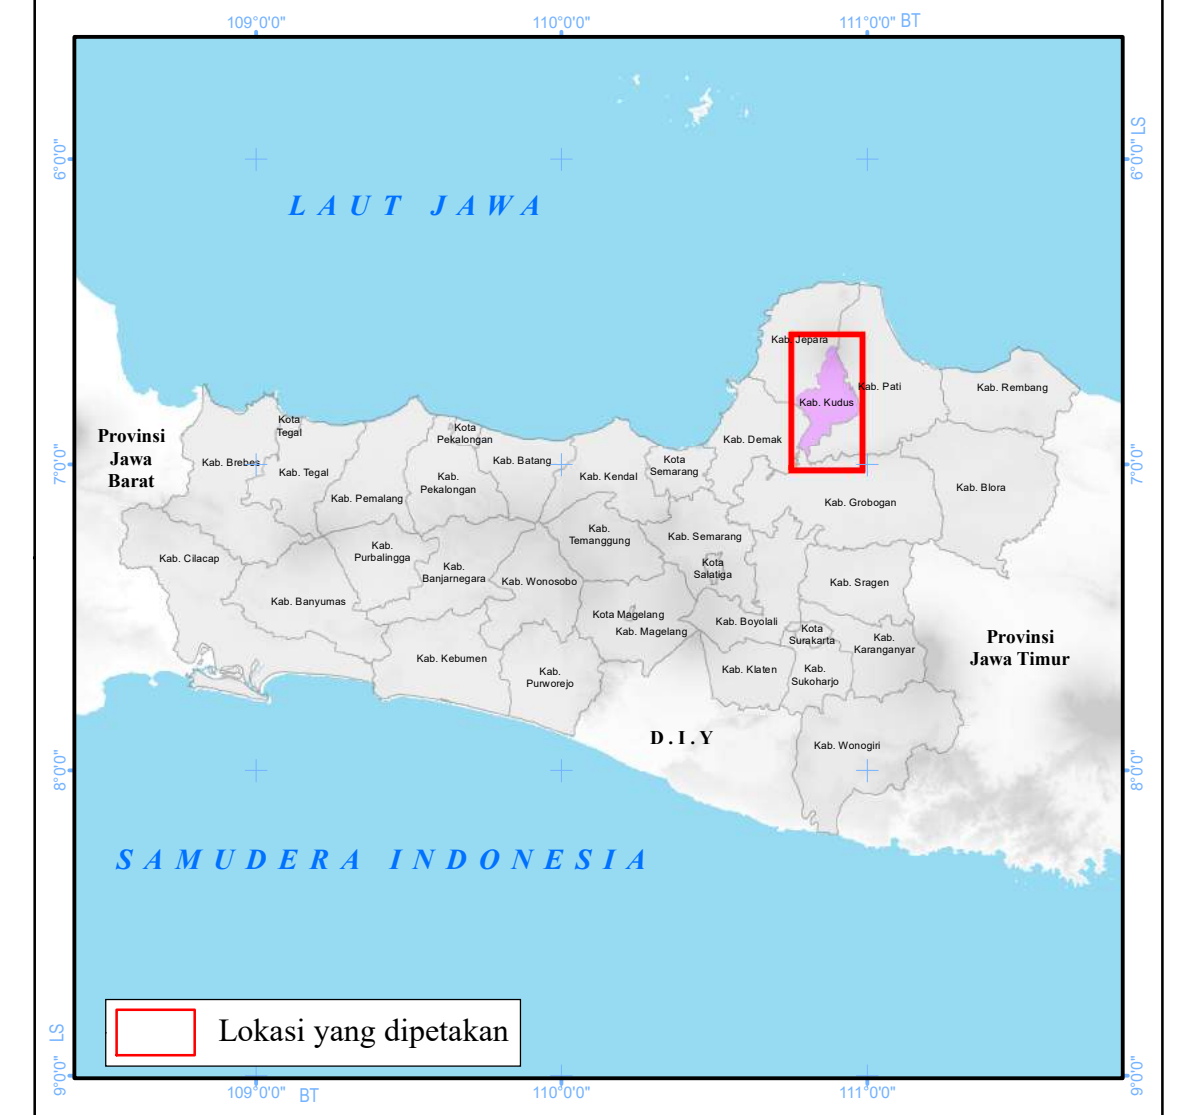 109°0'0"
110°0'0"
111°0'0" BT
6°0'0"
6°0'0" LS
LAUT JAWA
Kab. Jepara
Kab. Pati
Kab. Rembang
Kab. Kudus
Kota
Tegal
Kota
Pekalongan
Provinsi
Jawa
Barat
Kab. Demak
Kab. Brebes
Kab. Tegal
Kab. Batang
Kota
Semarang
7°0'0"
7°0'0"
Kab.
Pekalongan
Kab. Kendal
Kab. Pemalang
Kab. Grobogan
Kab. Blora
Kab. Cilacap
Kab.
Purbalingga
Kab.
Temanggung
Kab. Semarang
Kab.
Banjarnegara
Kab. Wonosobo
Kota
Salatiga
Kab. Sragen
Kab. Banyumas
Kota Magelang
Kab. Magelang
Kab. Boyolali
Kota
Surakarta
Kab.
Karanganyar
Provinsi
Jawa Timur
Kab. Kebumen
Kab.
Purworejo
Kab. Klaten
Kab.
Sukoharjo
D.I.Y
Kab. Wonogiri
8°0'0"
8°0'0"
SAMUDERA INDONESIA
Lokasi yang dipetakan
9°0'0" LS
9°0'0"
109°0'0" BT
110°0'0"
111°0'0"